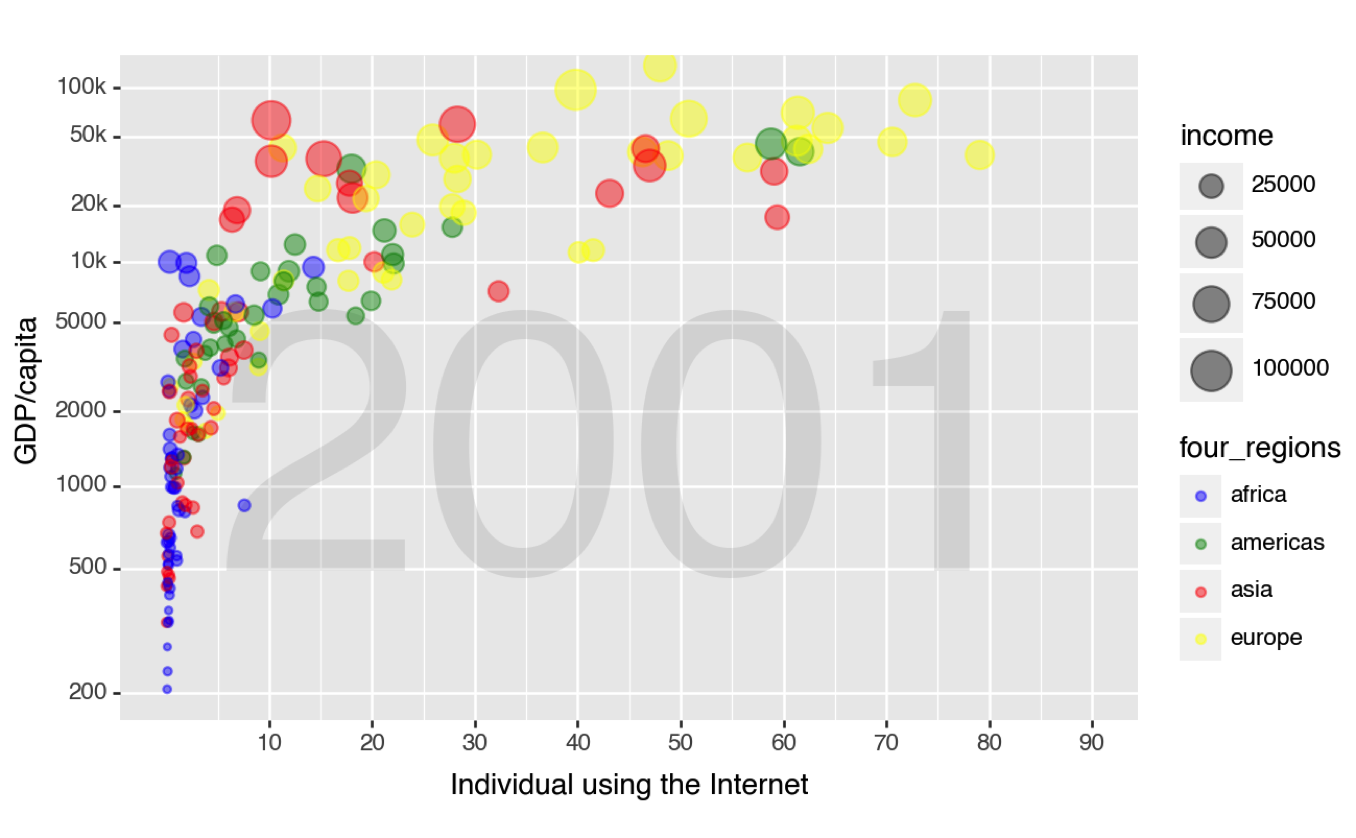 100k
50k
20k
10k
5000
2000
1000
500
200
GDP/capita
2001
10 20 30 40 50 60 70 80 90
Individual using the Internet
income
25000
50000
75000
100000
four_regions
africa
americas
asia
europe